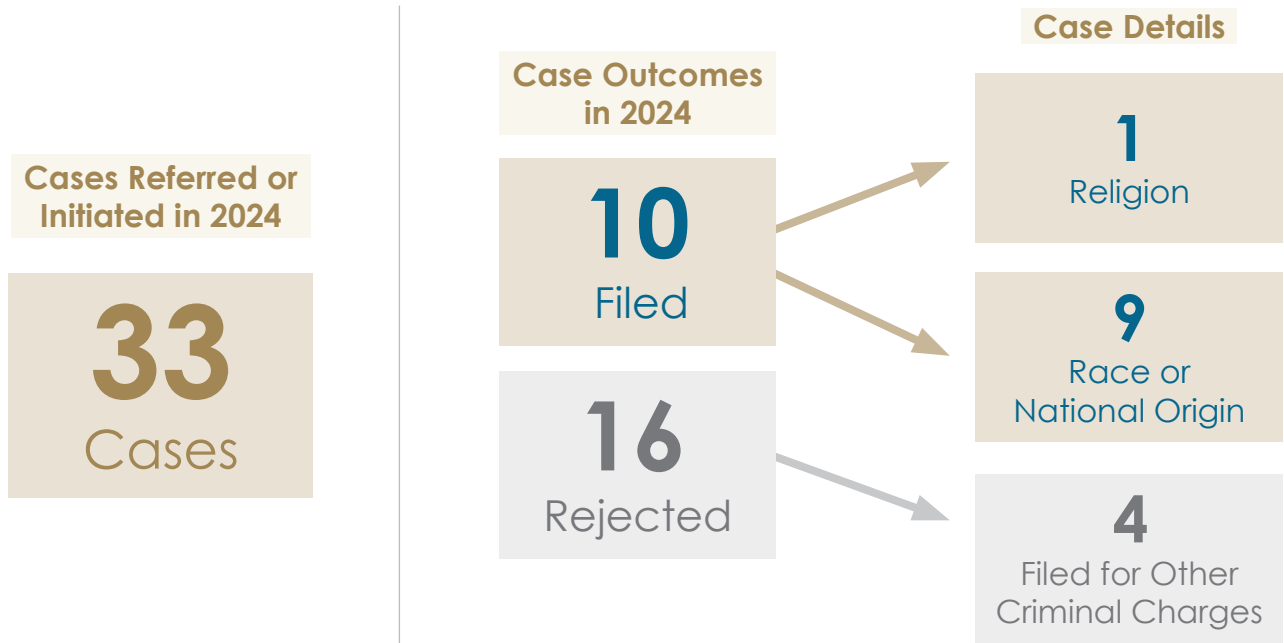 Cases Referred or
Initiated in 2024
33
Cases
Case Outcomes
in 2024
10
Filed
16
Rejected
Case Details
1
Religion
9
Race or
National Origin
4
Filed for Other
Criminal Charges